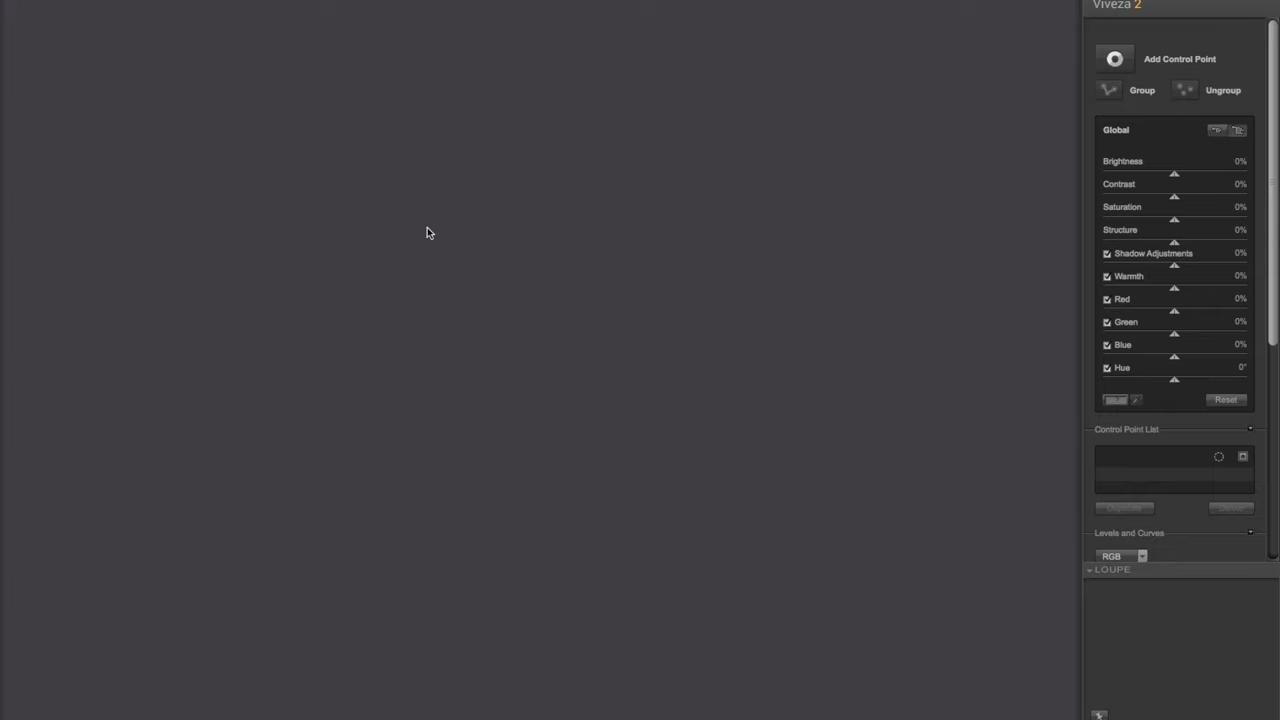 Viveza 2
Add Control Point
Group Ungroup
Global
Brightness 0%
Contrast 0%
Saturation 0%
Structure 0%
Shadow Adjustments 0%
Warmth 0%
Red 0%
Green 0%
Blue 0%
Hue 0°
Reset
Control Point List
Duplicate Delete
Levels and Curves
RGB
LOUPE